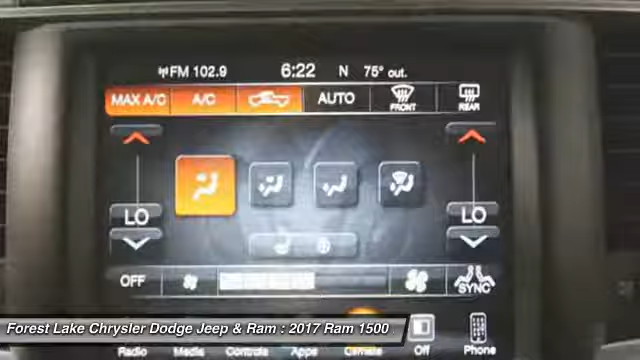 FM 102.9 6:22 N 75° out.
MAX A/C A/C AUTO FRONT REAR
LO LO
OFF SYNC
Forest Lake Chrysler Dodge Jeep & Ram : 2017 Ram 1500
Radio Media Controls Apps Climate Off Phone